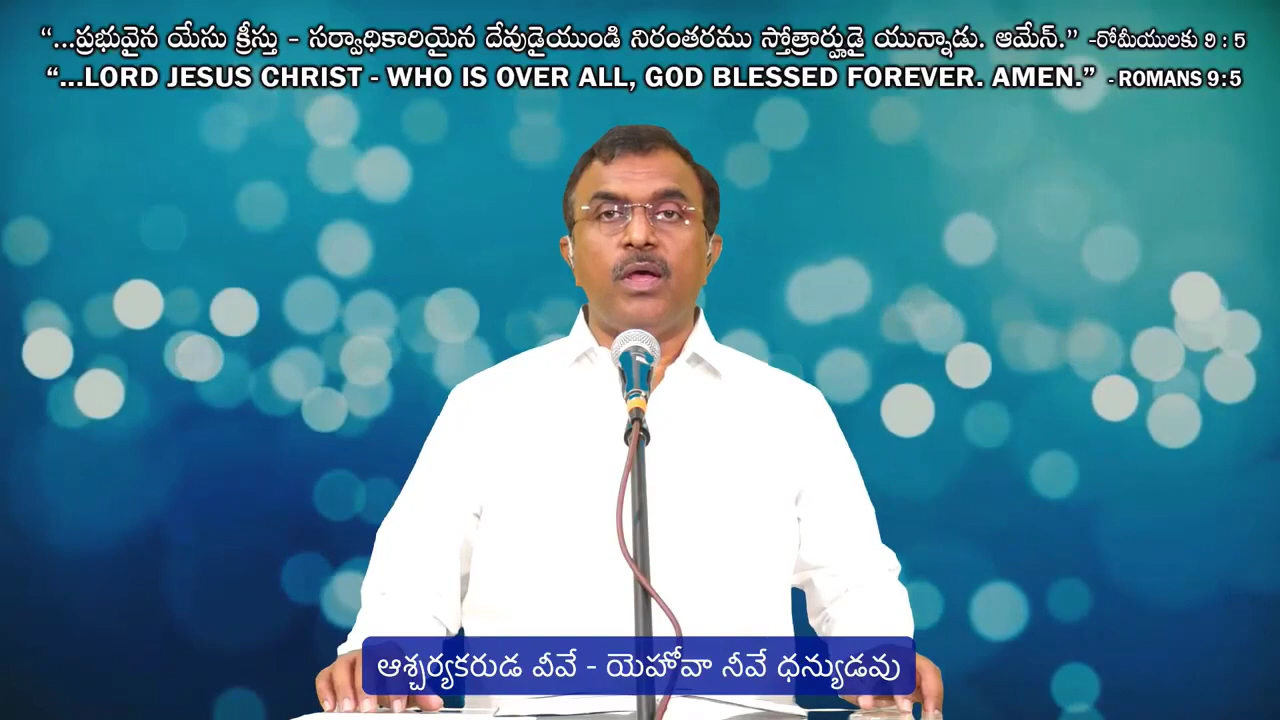 “...ప్రభువైన యేసు క్రీస్తు - సర్వాధికారియైన దేవుడైయుండి నిరంతరము స్తోత్రార్హుడై యున్నాడు. ఆమేన్.” -రోమీయులకు 9 : 5
“...LORD JESUS CHRIST - WHO IS OVER ALL, GOD BLESSED FOREVER. AMEN.” - ROMANS 9:5
ఆశ్చర్యకరుడ వీవే - యెహోవా నీవే ధన్యుడవు